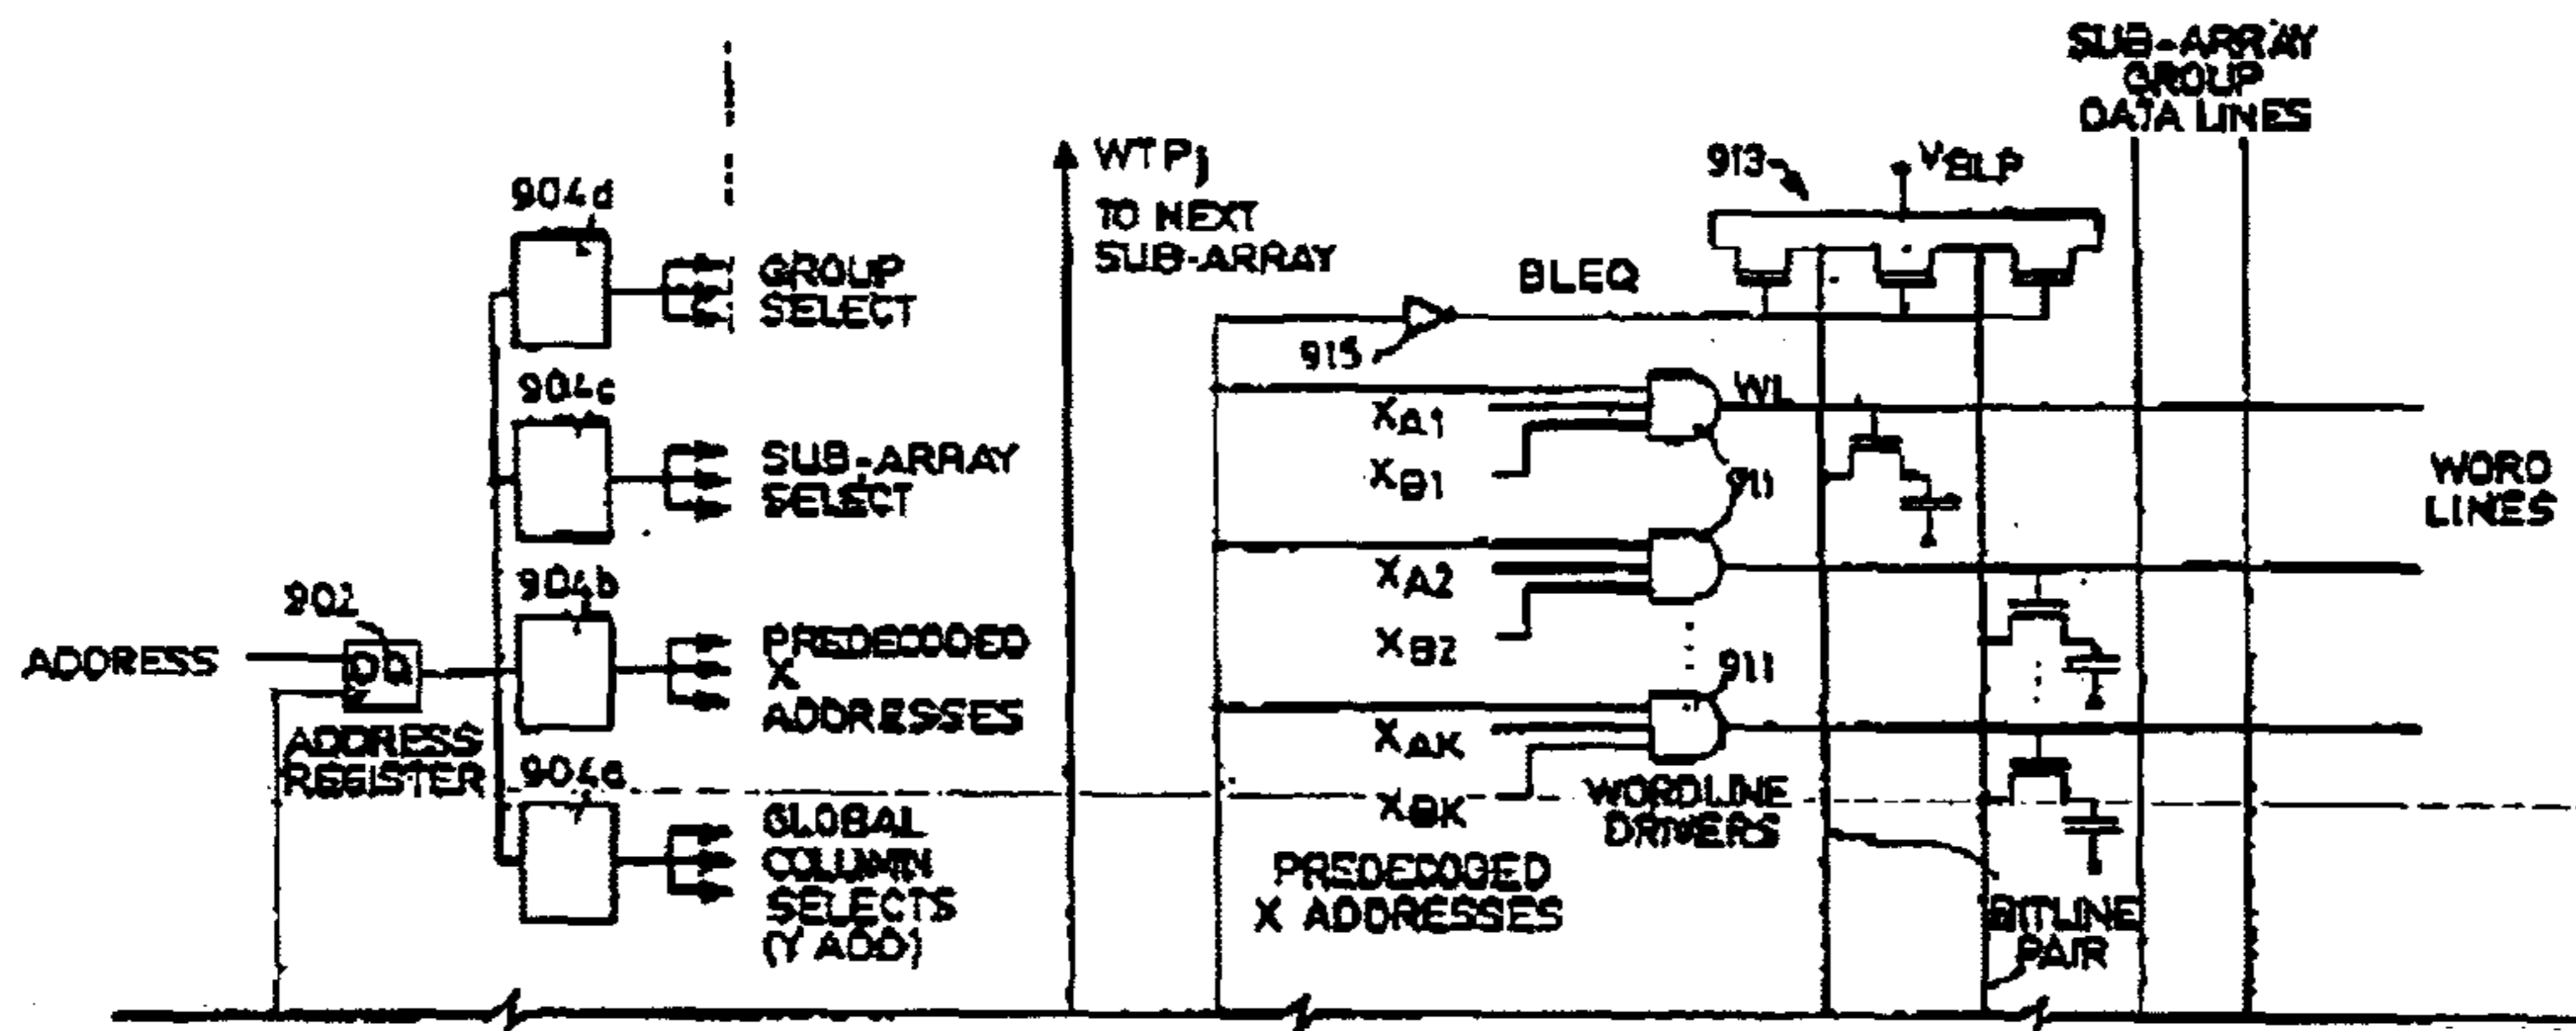 904d
GROUP
SELECT
904c
SUB-ARRAY
SELECT
902
904b
ADDRESS
D Q
PREDECODED
X
ADDRESSES
ADDRESS
REGISTER
904a
GLOBAL
COLUMN
SELECTS
(Y ADD)
WTPj
TO NEXT
SUB-ARRAY
913
VBLP
SUB-ARRAY
GROUP
DATA LINES
BLEQ
915
WL
XA1
XB1
911
WORD
LINES
XA2
XB2
911
XAK
XBK
WORDLINE
DRIVERS
PREDECODED
X ADDRESSES
BITLINE
PAIR